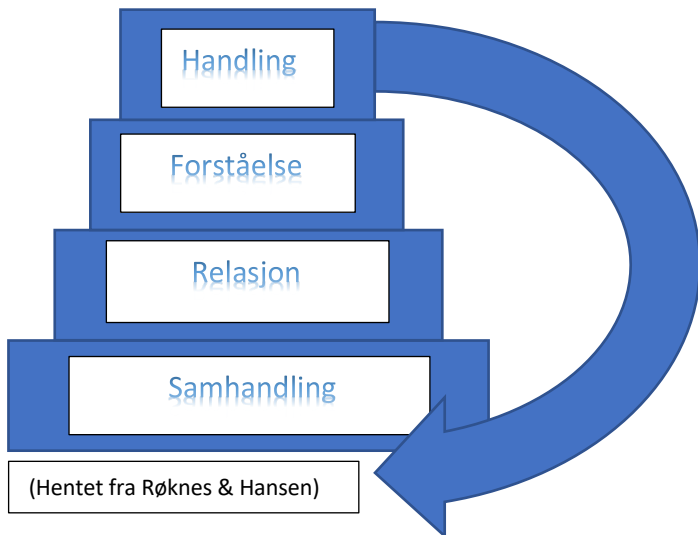 Handling
Forståelse
Relasjon
Samhandling
(Hentet fra Røknes & Hansen)